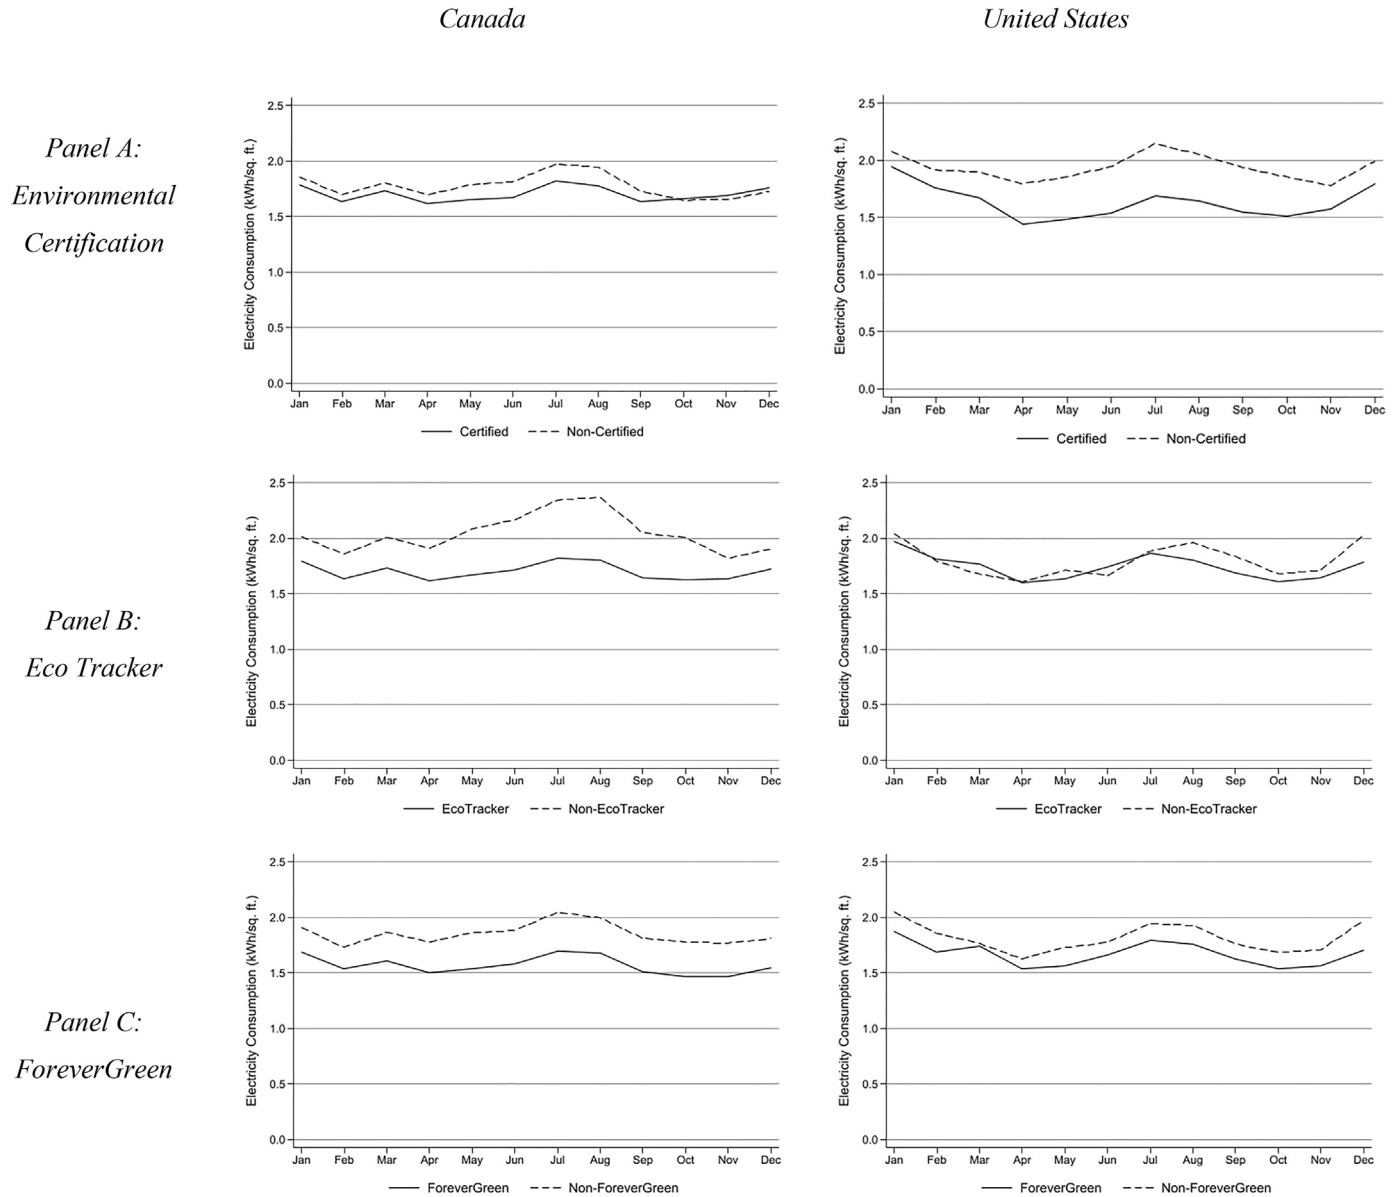 Canada
United States
Panel A:
Environmental
Certification
Electricity Consumption (kWh/sq. ft.)
2.5
2.0
1.5
1.0
0.5
0.0
Jan Feb Mar Apr May Jun Jul Aug Sep Oct Nov Dec
Certified Non-Certified
Electricity Consumption (kWh/sq. ft.)
2.5
2.0
1.5
1.0
0.5
0.0
Jan Feb Mar Apr May Jun Jul Aug Sep Oct Nov Dec
Certified Non-Certified
Panel B:
Eco Tracker
Electricity Consumption (kWh/sq. ft.)
2.5
2.0
1.5
1.0
0.5
0.0
Jan Feb Mar Apr May Jun Jul Aug Sep Oct Nov Dec
EcoTracker Non-EcoTracker
Electricity Consumption (kWh/sq. ft.)
2.5
2.0
1.5
1.0
0.5
0.0
Jan Feb Mar Apr May Jun Jul Aug Sep Oct Nov Dec
EcoTracker Non-EcoTracker
Panel C:
ForeverGreen
Electricity Consumption (kWh/sq. ft.)
2.5
2.0
1.5
1.0
0.5
0.0
Jan Feb Mar Apr May Jun Jul Aug Sep Oct Nov Dec
ForeverGreen Non-ForeverGreen
Electricity Consumption (kWh/sq. ft.)
2.5
2.0
1.5
1.0
0.5
0.0
Jan Feb Mar Apr May Jun Jul Aug Sep Oct Nov Dec
ForeverGreen Non-ForeverGreen